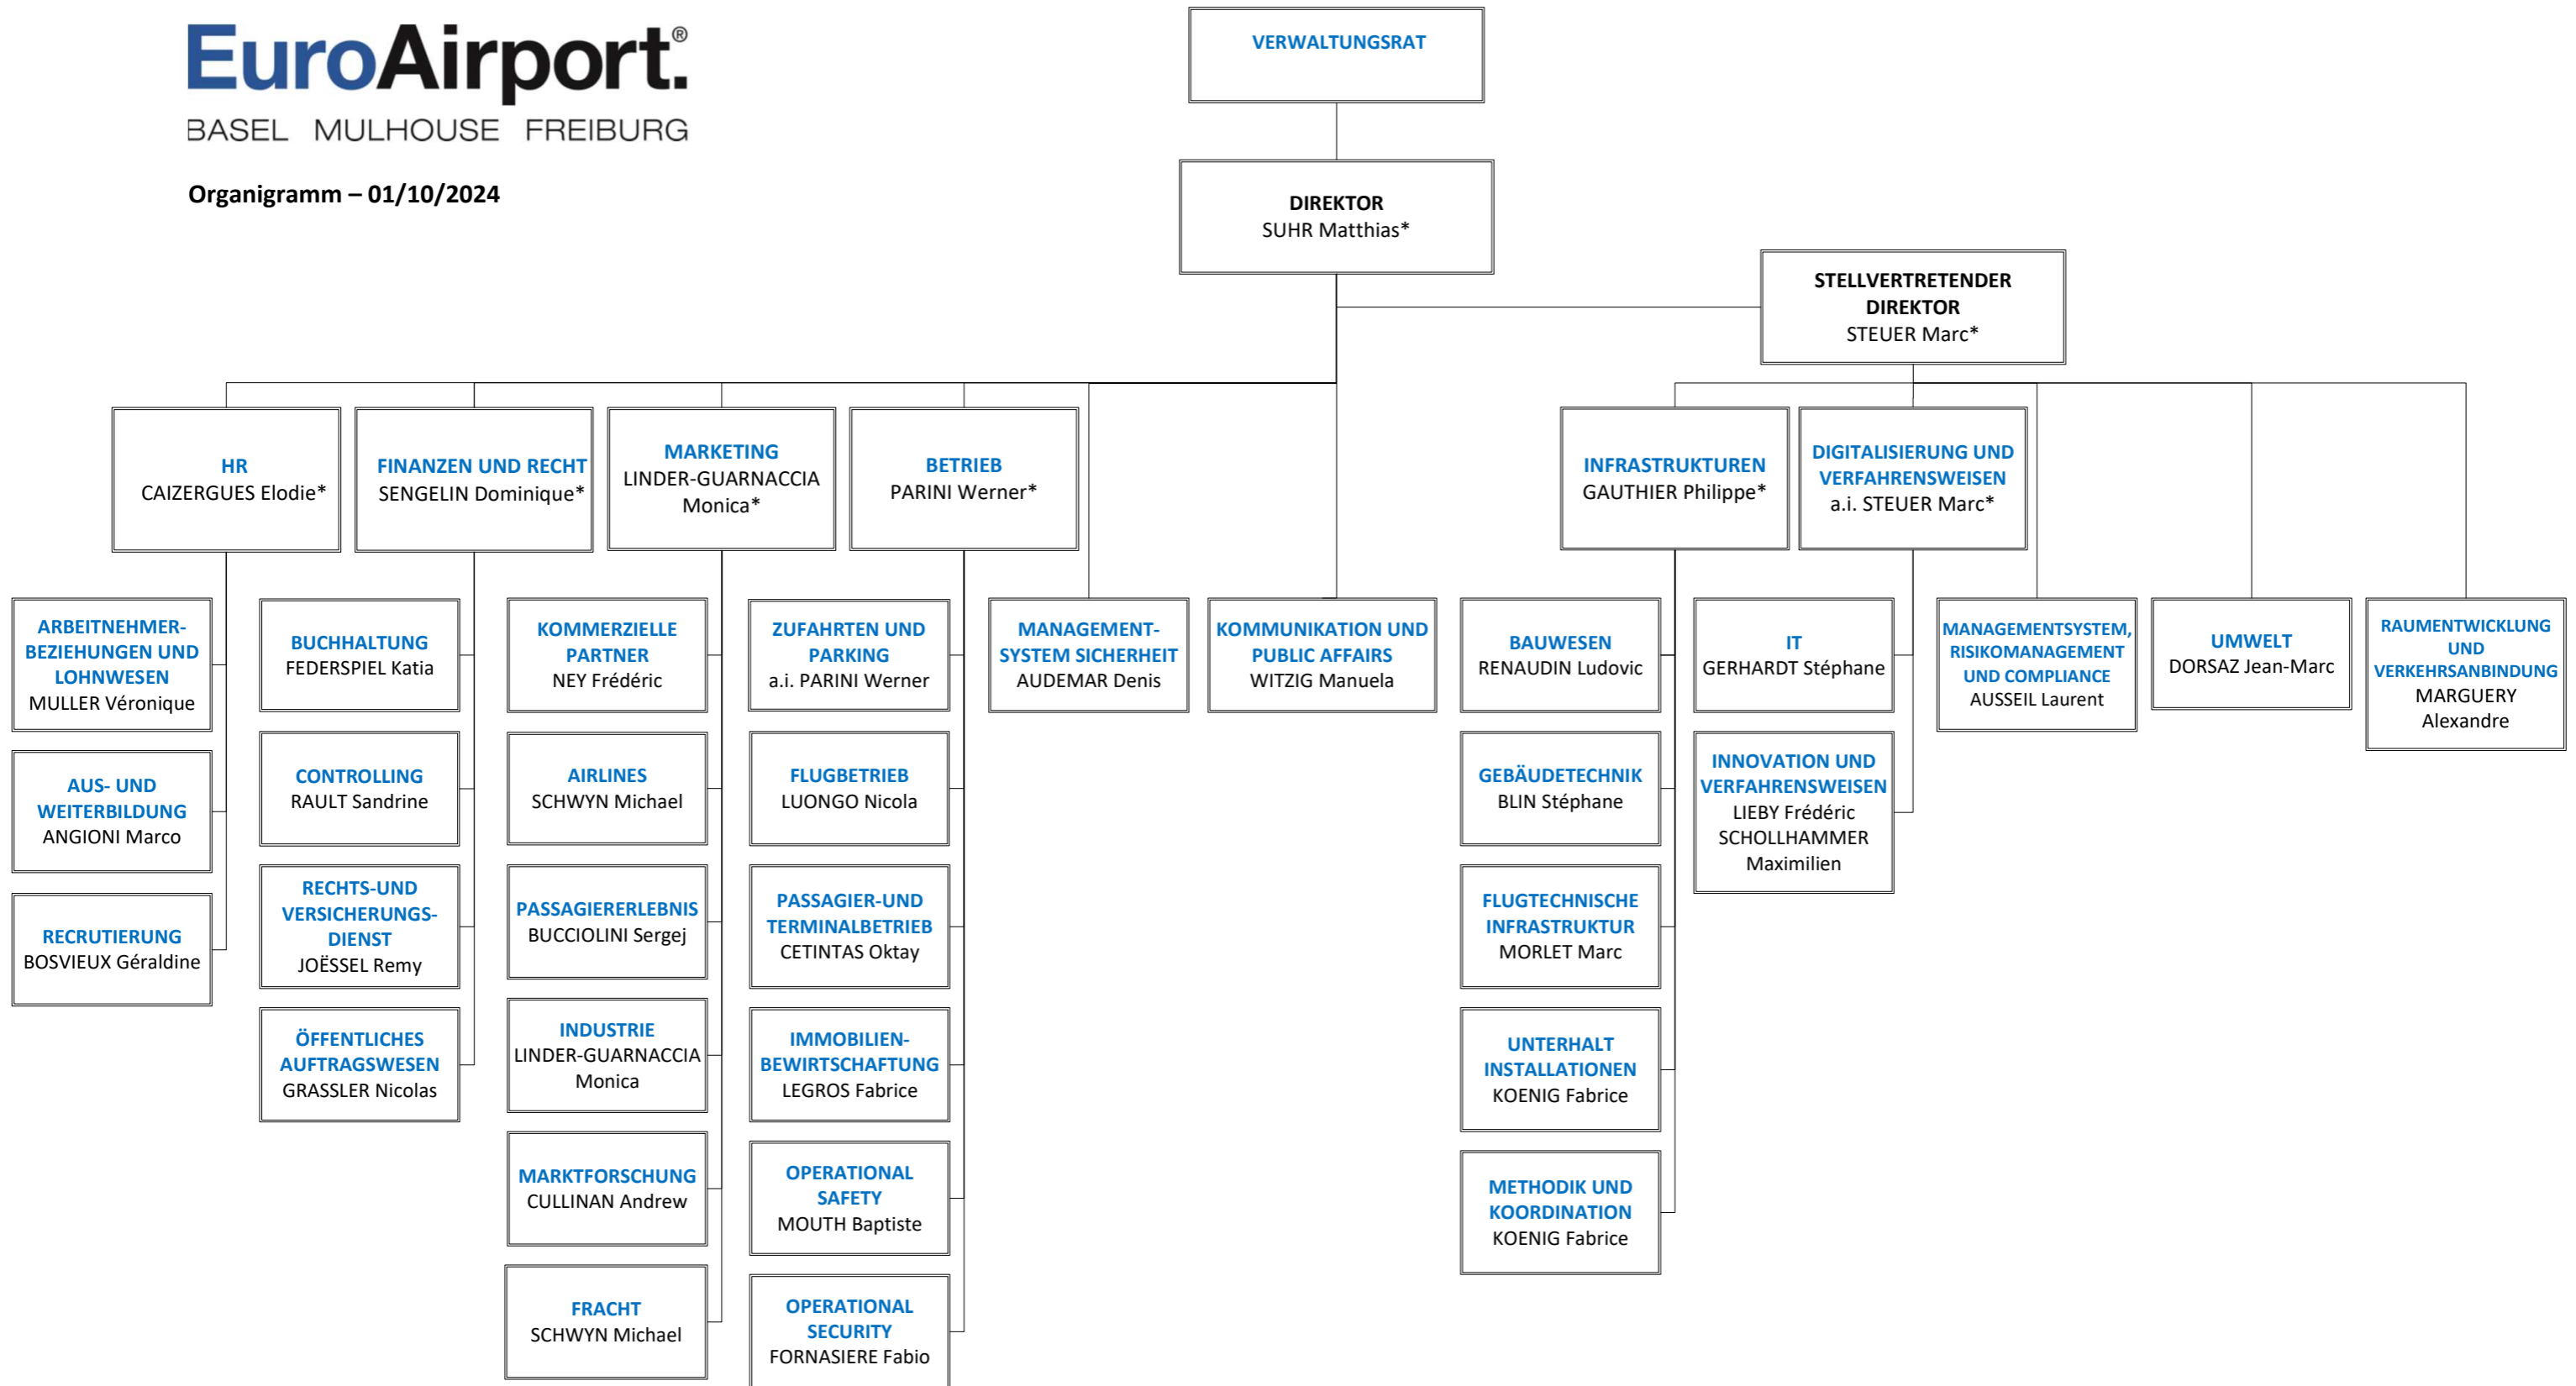 EuroAirport.®
BASEL MULHOUSE FREIBURG
Organigramm – 01/10/2024
VERWALTUNGSRAT
DIREKTOR
SUHR Matthias*
STELLVERTRETENDER
DIREKTOR
STEUER Marc*
HR
CAIZERGUES Elodie*
FINANZEN UND RECHT
SENGELIN Dominique*
MARKETING
LINDER-GUARNACCIA
Monica*
BETRIEB
PARINI Werner*
INFRASTRUKTUREN
GAUTHIER Philippe*
DIGITALISIERUNG UND
VERFAHRENSWEISEN
a.i. STEUER Marc*
ARBEITNEHMER-
BEZIEHUNGEN UND
LOHNWESEN
MULLER Véronique
AUS- UND
WEITERBILDUNG
ANGIONI Marco
RECRUTIERUNG
BOSVIEUX Géraldine
BUCHHALTUNG
FEDERSPIEL Katia
CONTROLLING
RAULT Sandrine
RECHTS-UND
VERSICHERUNGS-
DIENST
JOËSSEL Remy
ÖFFENTLICHES
AUFTRAGSWESEN
GRASSLER Nicolas
KOMMERZIELLE
PARTNER
NEY Frédéric
AIRLINES
SCHWYN Michael
PASSAGIERERLEBNIS
BUCCIOLINI Sergej
INDUSTRIE
LINDER-GUARNACCIA
Monica
MARKTFORSCHUNG
CULLINAN Andrew
FRACHT
SCHWYN Michael
ZUFAHRTEN UND
PARKING
a.i. PARINI Werner
FLUGBETRIEB
LUONGO Nicola
PASSAGIER-UND
TERMINALBETRIEB
CETINTAS Oktay
IMMOBILIEN-
BEWIRTSCHAFTUNG
LEGROS Fabrice
OPERATIONAL
SAFETY
MOUTH Baptiste
OPERATIONAL
SECURITY
FORNASIERE Fabio
MANAGEMENT-
SYSTEM SICHERHEIT
AUDEMAR Denis
KOMMUNIKATION UND
PUBLIC AFFAIRS
WITZIG Manuela
BAUWESEN
RENAUDIN Ludovic
GEBÄUDETECHNIK
BLIN Stéphane
FLUGTECHNISCHE
INFRASTRUKTUR
MORLET Marc
UNTERHALT
INSTALLATIONEN
KOENIG Fabrice
METHODIK UND
KOORDINATION
KOENIG Fabrice
IT
GERHARDT Stéphane
INNOVATION UND
VERFAHRENSWEISEN
LIEBY Frédéric
SCHOLLHAMMER
Maximilien
MANAGEMENTSYSTEM,
RISIKOMANAGEMENT
UND COMPLIANCE
AUSSEIL Laurent
UMWELT
DORSAZ Jean-Marc
RAUMENTWICKLUNG
UND
VERKEHRSANBINDUNG
MARGUERY
Alexandre